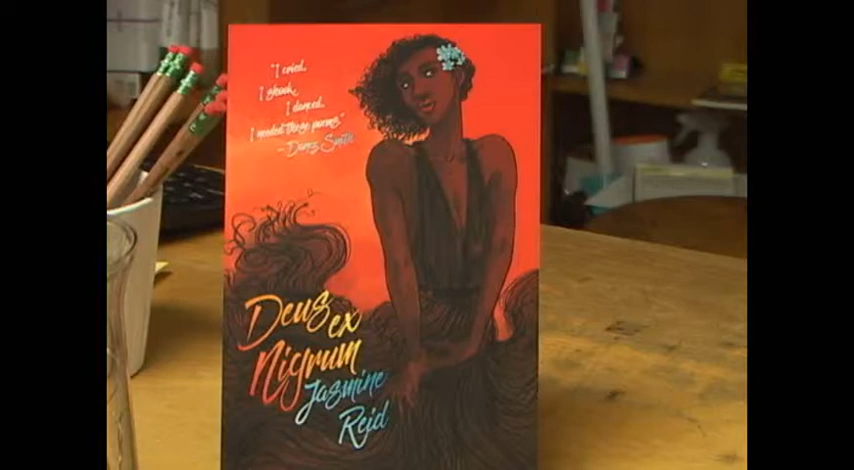 "I cried.
I shook.
I danced.
I needed these poems."
– Danez Smith
Deus ex
Nigrum
Jasmine
Reid